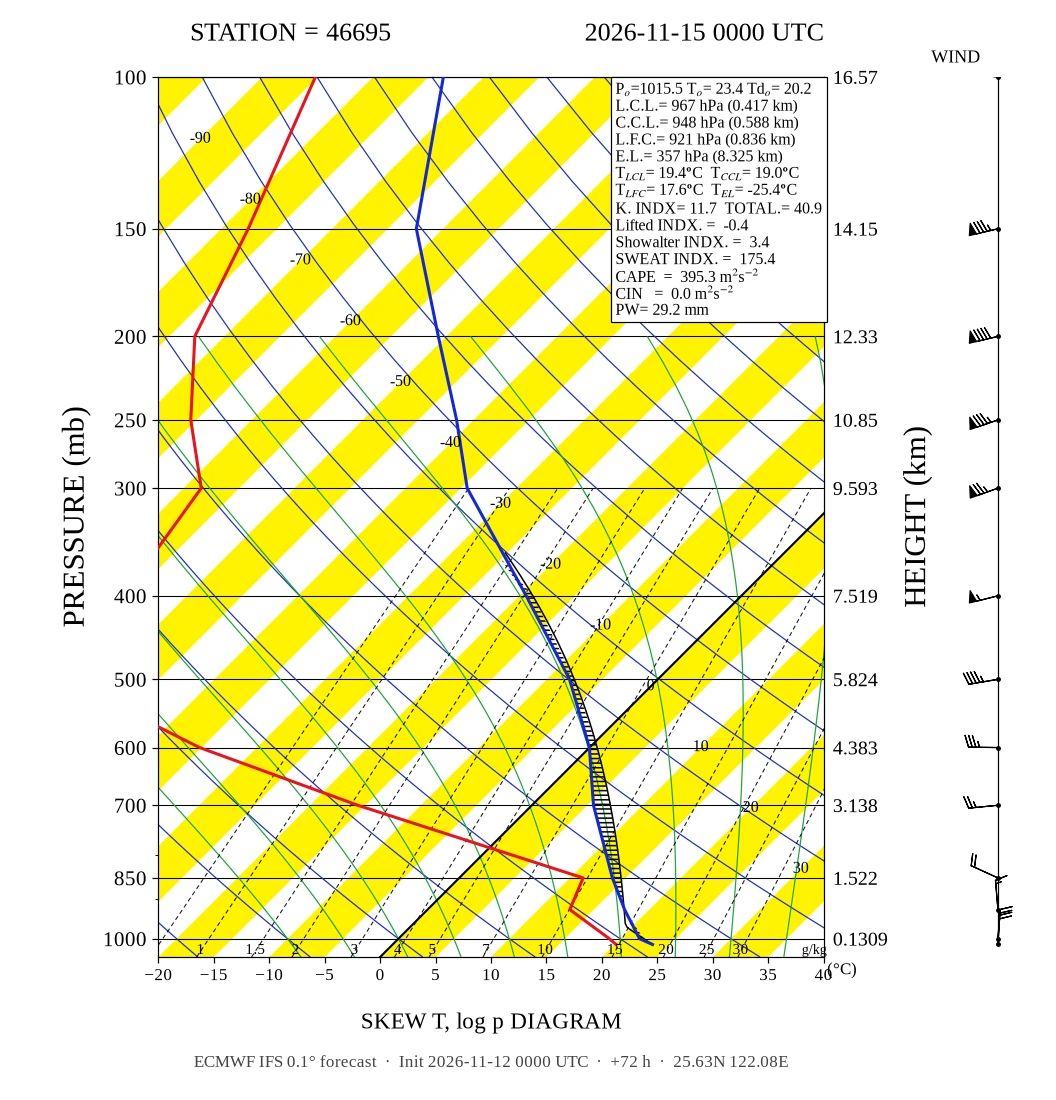 STATION = 46695
2026-11-15 0000 UTC
WIND
Pₒ=1015.5 Tₒ= 23.4 Tdₒ= 20.2
L.C.L.= 967 hPa (0.417 km)
C.C.L.= 948 hPa (0.588 km)
L.F.C.= 921 hPa (0.836 km)
E.L.= 357 hPa (8.325 km)
T_LCL= 19.4°C T_CCL= 19.0°C
T_LFC= 17.6°C T_EL= -25.4°C
K. INDX= 11.7 TOTAL.= 40.9
Lifted INDX. = -0.4
Showalter INDX. = 3.4
SWEAT INDX. = 175.4
CAPE = 395.3 m²s⁻²
CIN = 0.0 m²s⁻²
PW= 29.2 mm
PRESSURE (mb)
100
150
200
250
300
400
500
600
700
850
1000
-90
-80
-70
-60
-50
-40
-30
-20
-10
0
10
20
30
16.57
14.15
12.33
10.85
9.593
7.519
5.824
4.383
3.138
1.522
0.1309
HEIGHT (km)
1 1.5 2 3 4 5 7 10 15 20 25 30 g/kg
−20 −15 −10 −5 0 5 10 15 20 25 30 35 40 (°C)
SKEW T, log p DIAGRAM
ECMWF IFS 0.1° forecast · Init 2026-11-12 0000 UTC · +72 h · 25.63N 122.08E